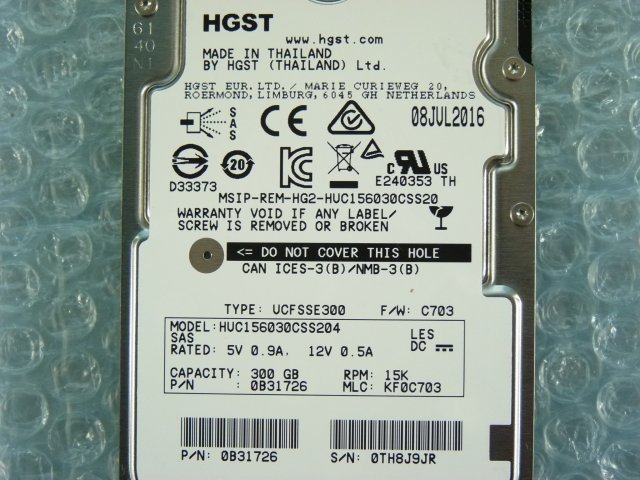 61
40
N1
HGST
www.hgst.com
MADE IN THAILAND
BY HGST (THAILAND) Ltd.
HGST EUR.LTD./ MARIE CURIEWEG 20,
ROERMOND,LIMBURG,6045 GH NETHERLANDS
SAS
CE
08JUL2016
D33373
20
c RU US
E240353 TH
MSIP-REM-HG2-HUC156030CSS20
WARRANTY VOID IF ANY LABEL/
SCREW IS REMOVED OR BROKEN
<= DO NOT COVER THIS HOLE
CAN ICES-3(B)/NMB-3(B)
TYPE: UCFSSE300 F/W: C703
MODEL:HUC156030CSS204
SAS
LES
RATED: 5V 0.9A, 12V 0.5A
DC
CAPACITY: 300 GB RPM: 15K
P/N : 0B31726 MLC: KF0C703
P/N: 0B31726 S/N: 0TH8J9JR